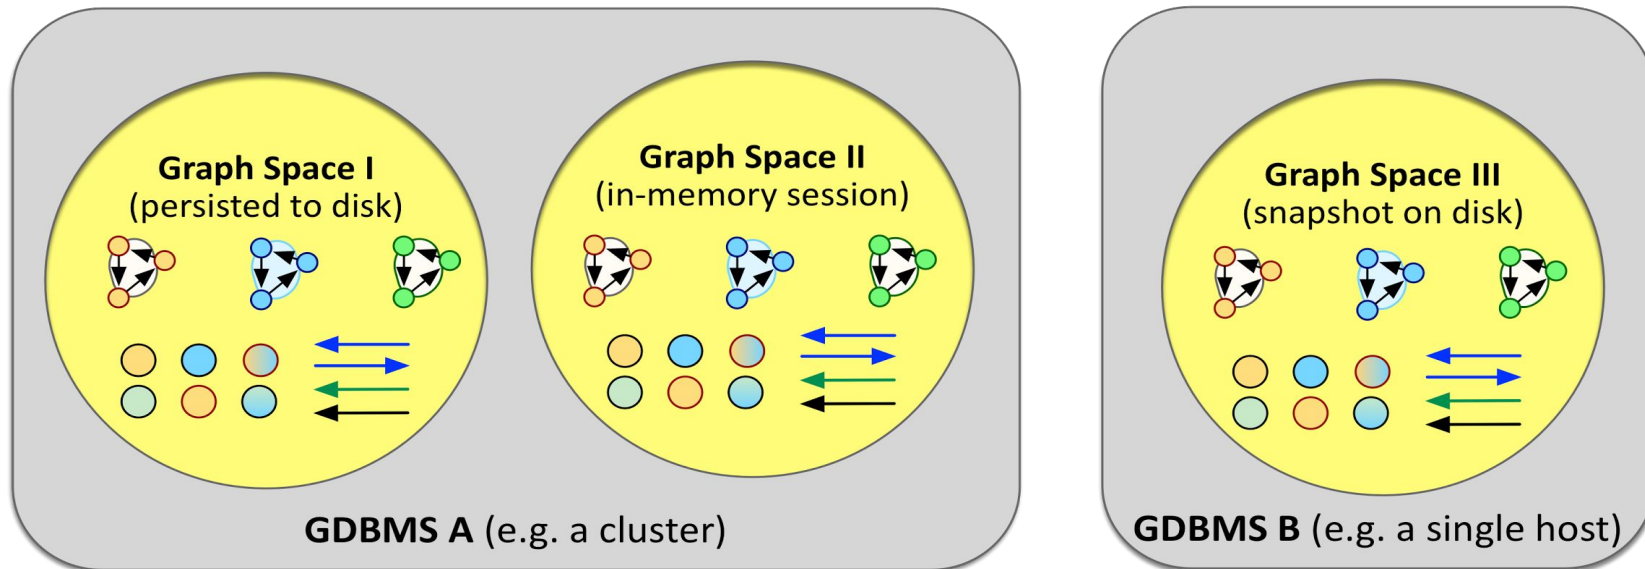 Graph Space I
(persisted to disk)
Graph Space II
(in-memory session)
GDBMS A (e.g. a cluster)
Graph Space III
(snapshot on disk)
GDBMS B (e.g. a single host)